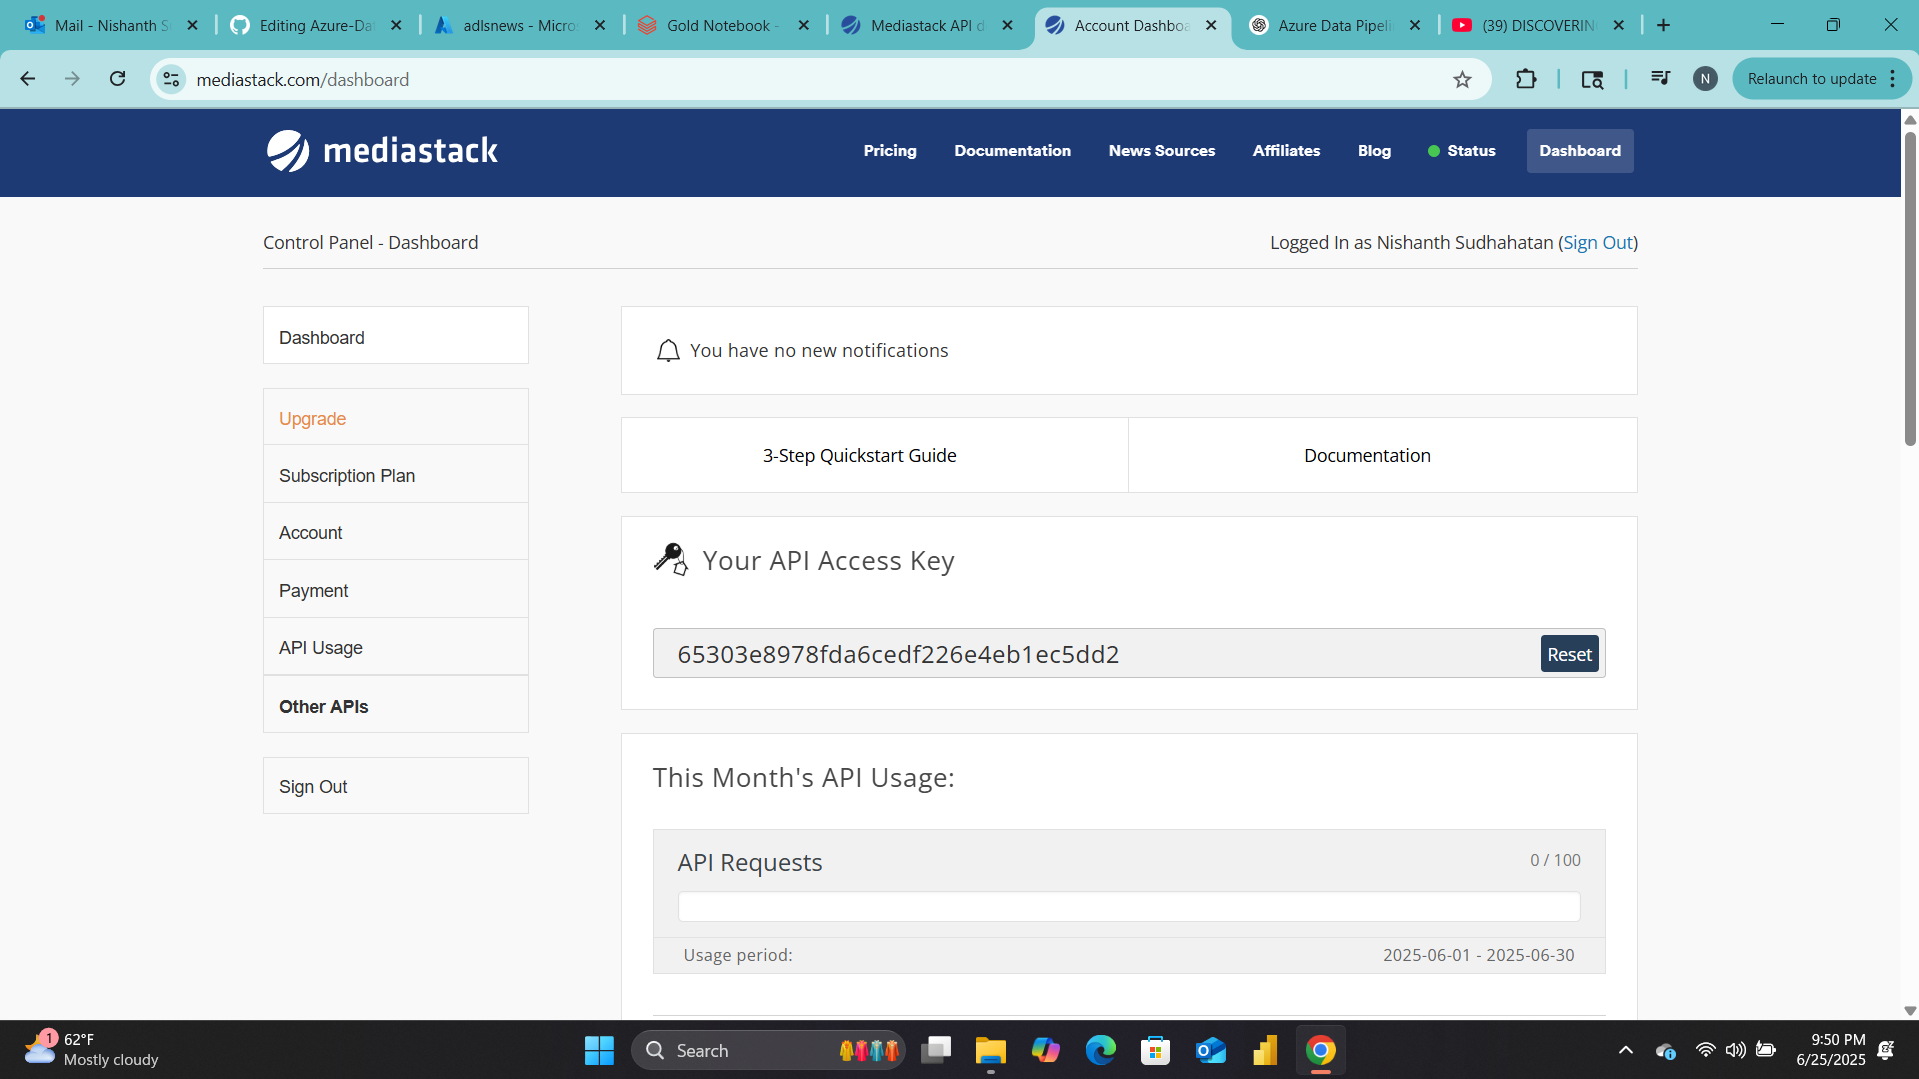 Mail - Nishanth S
Editing Azure-Dat
adlsnews - Micros
Gold Notebook -
Mediastack API d
Account Dashboa
Azure Data Pipeli
(39) DISCOVERIN
mediastack.com/dashboard
N
Relaunch to update
mediastack
Pricing
Documentation
News Sources
Affiliates
Blog
Status
Dashboard
Control Panel - Dashboard
Logged In as Nishanth Sudhahatan (Sign Out)
Dashboard
Upgrade
Subscription Plan
Account
Payment
API Usage
Other APIs
Sign Out
You have no new notifications
3-Step Quickstart Guide
Documentation
Your API Access Key
65303e8978fda6cedf226e4eb1ec5dd2
Reset
This Month's API Usage:
API Requests
0 / 100
Usage period:
2025-06-01 - 2025-06-30
1
62°F
Mostly cloudy
Search
9:50 PM
6/25/2025